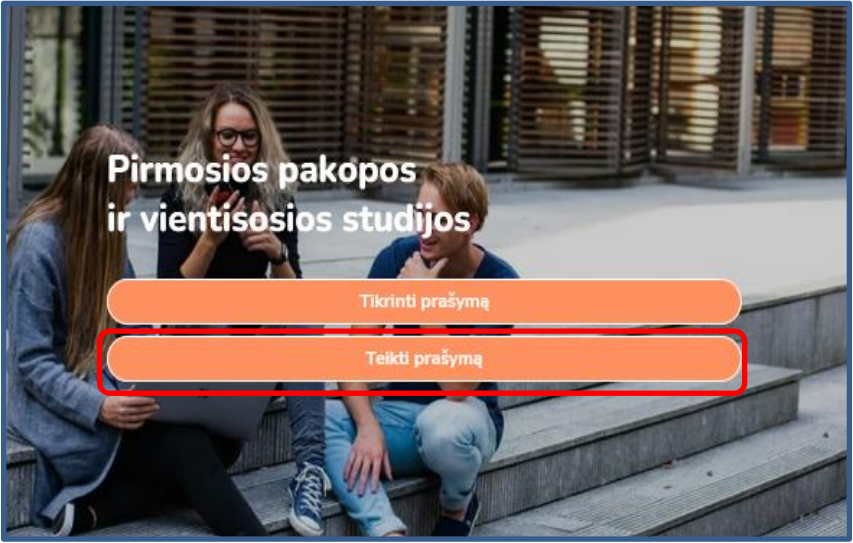 Pirmosios pakopos
ir vientisosios studijos
Tikrinti prašymą
Teikti prašymą